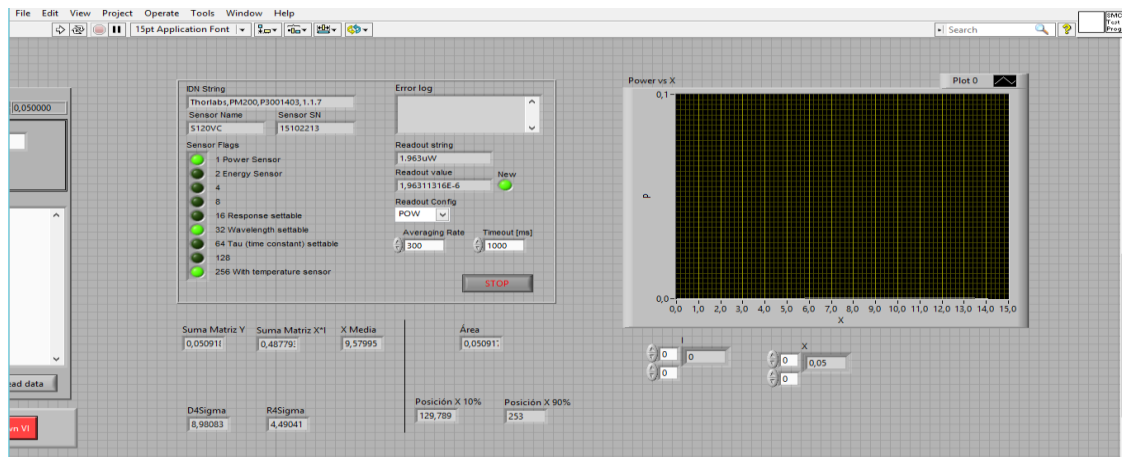 File Edit View Project Operate Tools Window Help
SMC
Test
Prog
15pt Application Font
Search
0,050000
IDN String
Thorlabs,PM200,P3001403,1.1.7
Sensor Name Sensor SN
S120VC 15102213
Sensor Flags
1 Power Sensor
2 Energy Sensor
4
8
16 Response settable
32 Wavelength settable
64 Tau (time constant) settable
128
256 With temperature sensor
Error log
Readout string
1.963uW
Readout value New
1,96311316E-6
Readout Config
POW
Averaging Rate Timeout [ms]
300 1000
STOP
Power vs X Plot 0
0,1
P
0,0
0,0 1,0 2,0 3,0 4,0 5,0 6,0 7,0 8,0 9,0 10,0 11,0 12,0 13,0 14,0 15,0
X
Suma Matriz Y Suma Matriz X*I X Media Área
9,57995
I X
0 0 0 0,05
0 0
ead data
D4Sigma R4Sigma
8,98083 4,49041
Posición X 10% Posición X 90%
129,789 253
wn VI